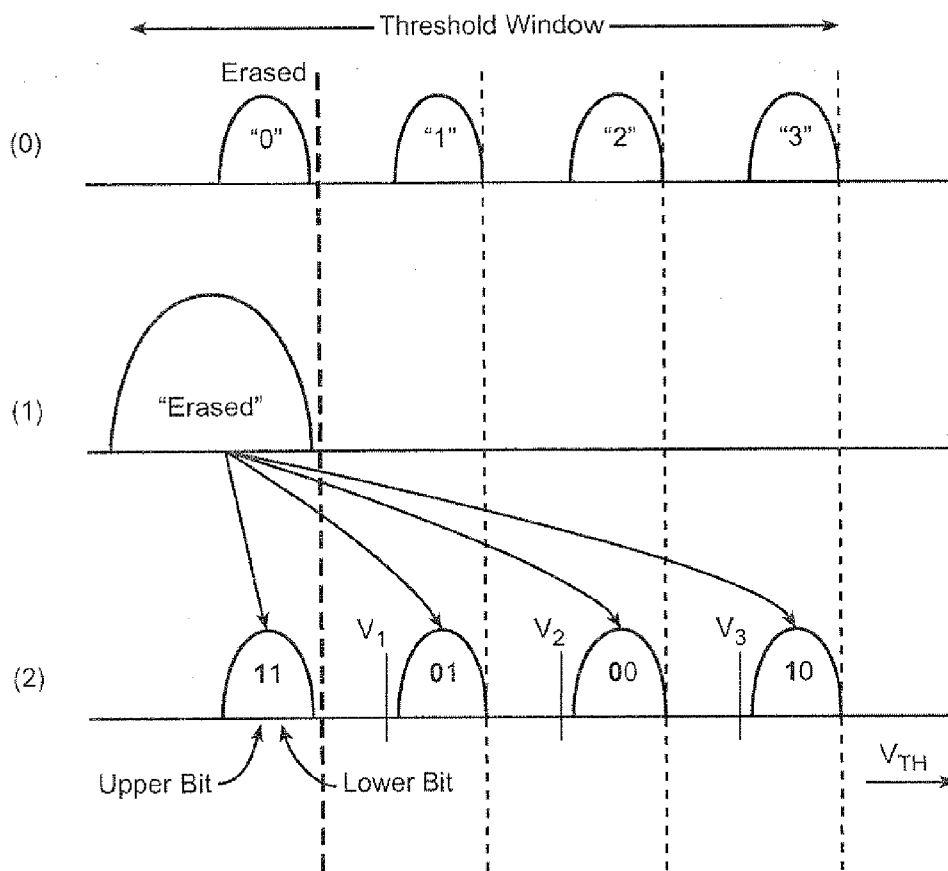 Threshold Window
Erased
(0)
“0”
“1”
“2”
“3”
(1)
“Erased”
V1
V2
V3
(2)
11
01
00
10
Upper Bit
Lower Bit
VTH